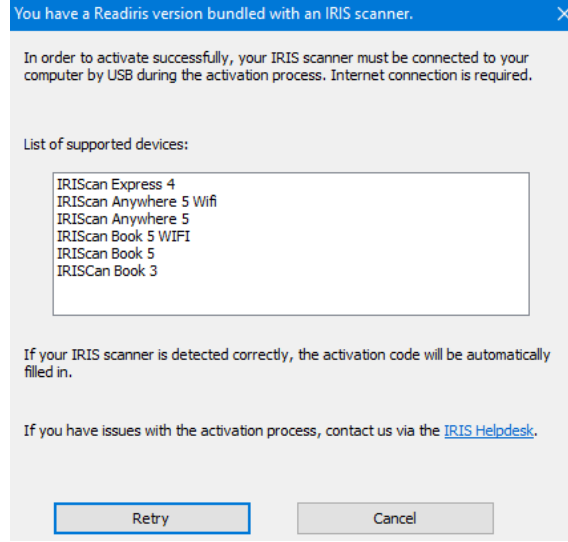 You have a Readiris version bundled with an IRIS scanner.
In order to activate successfully, your IRIS scanner must be connected to your
computer by USB during the activation process. Internet connection is required.
List of supported devices:
IRIScan Express 4
IRIScan Anywhere 5 Wifi
IRIScan Anywhere 5
IRIScan Book 5 WIFI
IRIScan Book 5
IRISCan Book 3
If your IRIS scanner is detected correctly, the activation code will be automatically
filled in.
If you have issues with the activation process, contact us via the IRIS Helpdesk.
Retry
Cancel